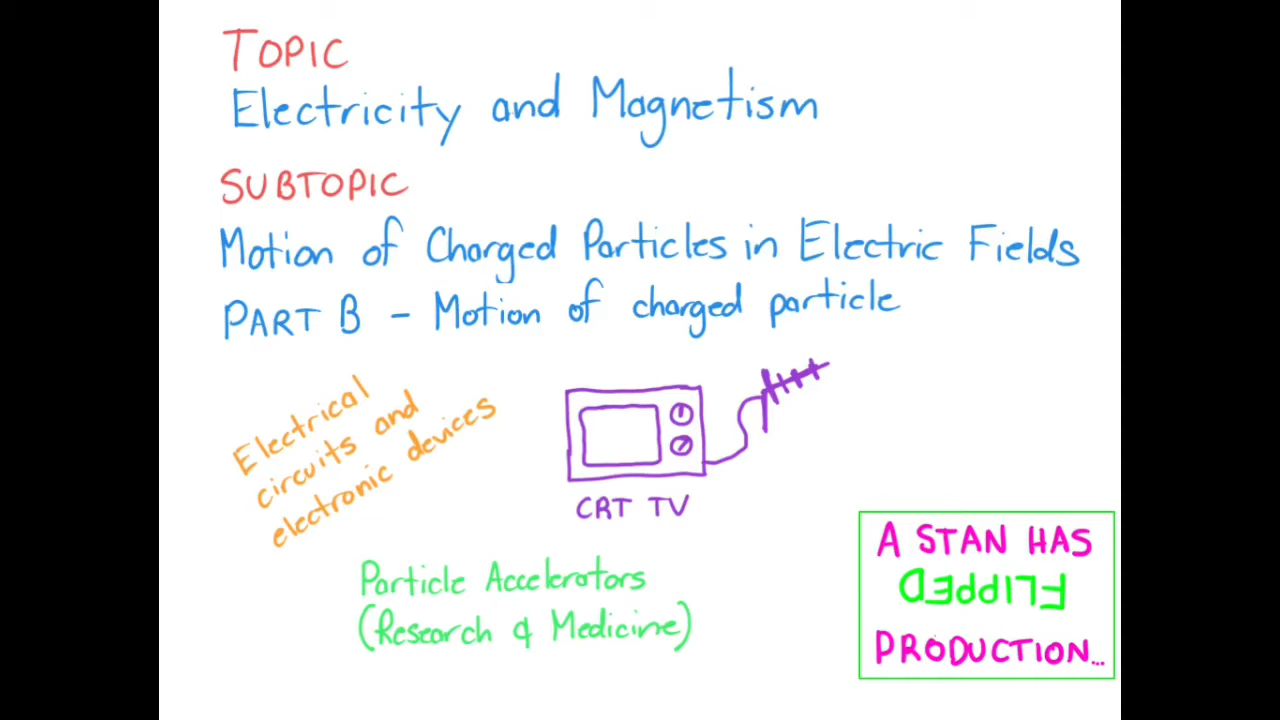 TOPIC
Electricity and Magnetism
SUBTOPIC
Motion of Charged Particles in Electric Fields
PART B - Motion of charged particle
Electrical
circuits and
electronic devices
CRT TV
Particle Accelerators
(Research & Medicine)
A STAN HAS
FLIPPED
PRODUCTION...